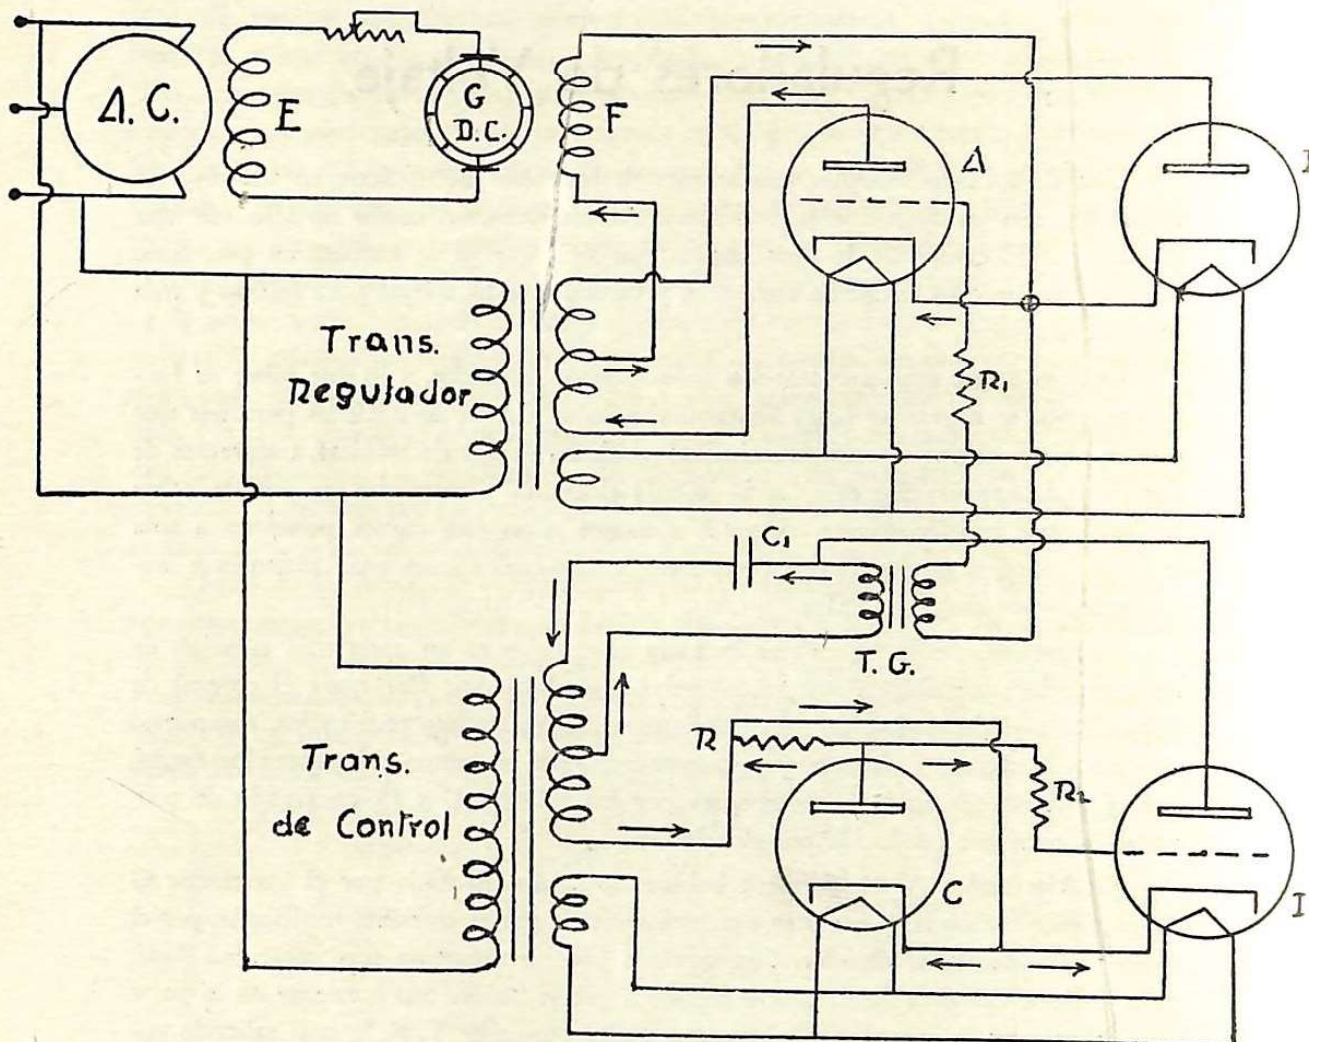 A.C.
E
G
D.C.
F
A
Trans.
Regulador
R1
C1
T. G.
Trans.
de Control
R
R2
C